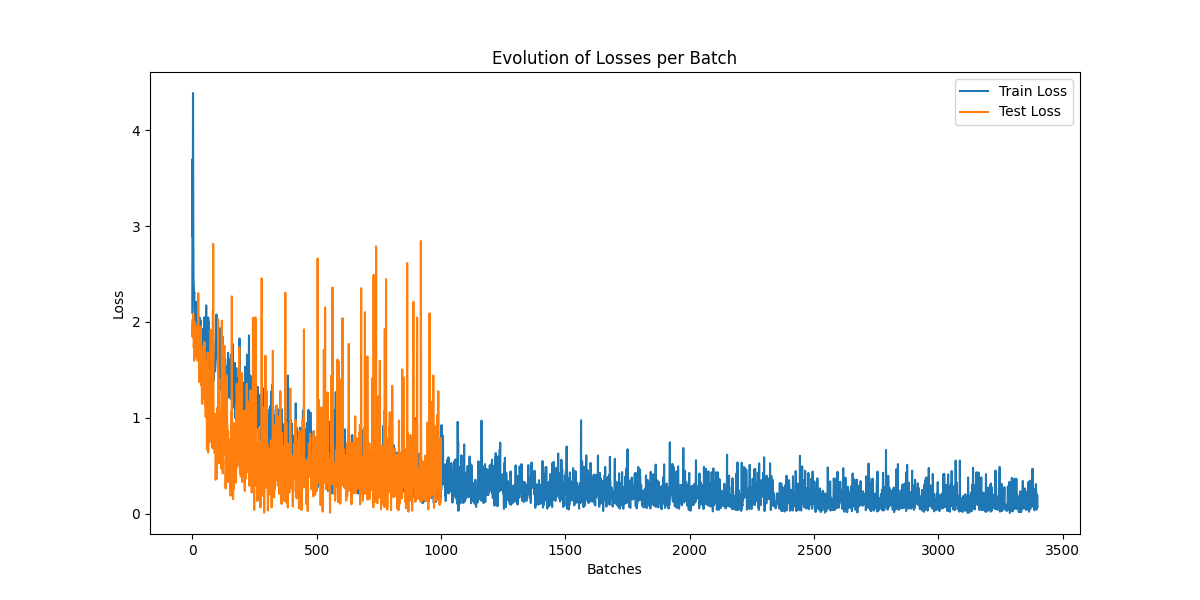 Evolution of Losses per Batch
Train Loss
Test Loss
4
3
2
1
0
Loss
0 500 1000 1500 2000 2500 3000 3500
Batches